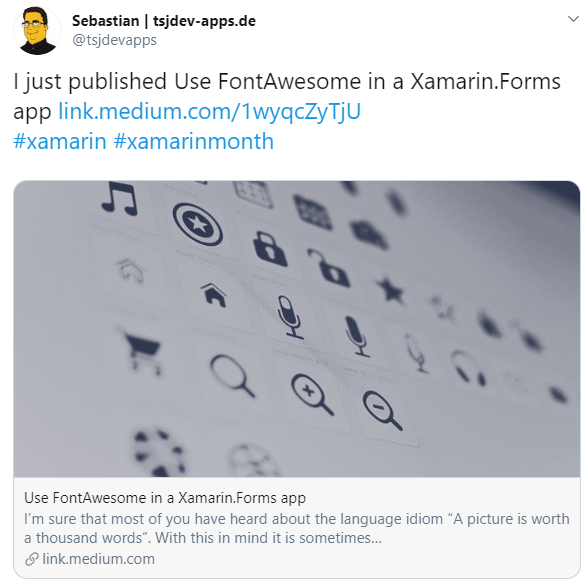 Sebastian | tsjdev-apps.de
@tsjdevapps
I just published Use FontAwesome in a Xamarin.Forms
app link.medium.com/1wyqcZyTjU
#xamarin #xamarinmonth
Use FontAwesome in a Xamarin.Forms app
I’m sure that most of you have heard about the language idiom “A picture is worth
a thousand words”. With this in mind it is sometimes...
link.medium.com